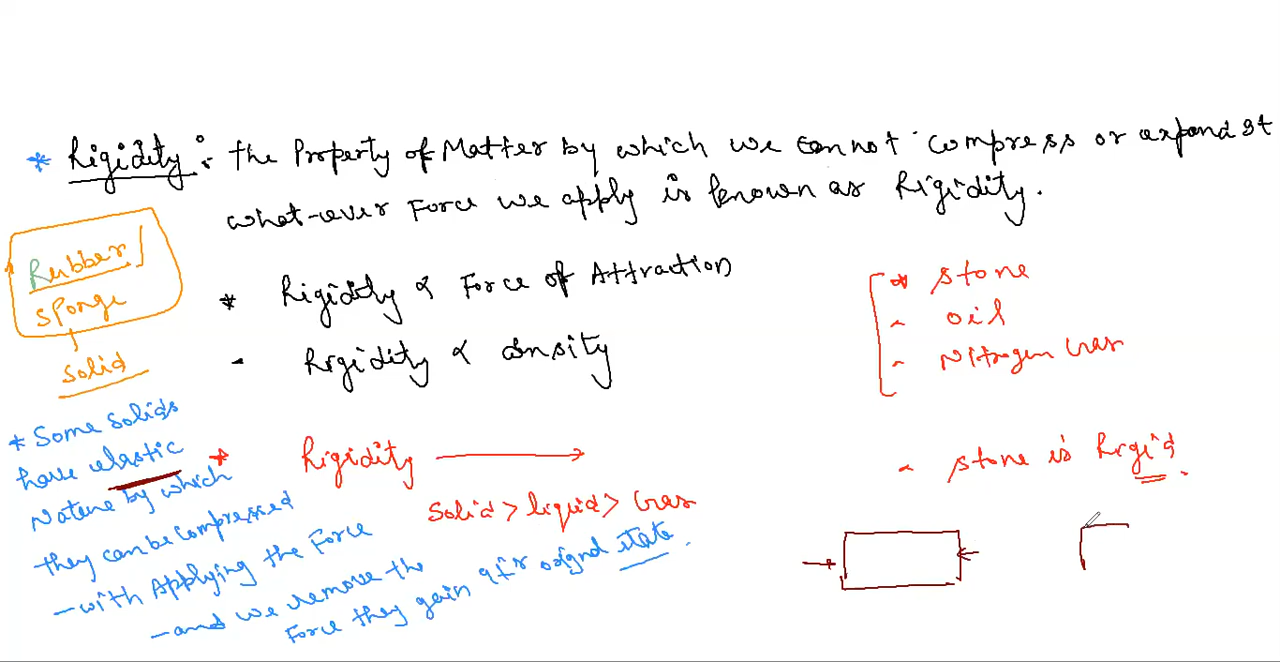 * Rigidity : the Property of Matter by which we cannot compress or expand it
what-ever Force we apply is known as Rigidity.
Rubber/
sponge
solid
* Rigidity ∝ Force of Attraction
- Rigidity ∝ density
* stone
- oil
- Nitrogen Gas
* Some solids
have elastic
Nature by which
they can be compressed
- with Applying the Force
- and we remove the
Force they gain its original state.
* Rigidity →
Solid > liquid > Gas
- stone is Rigid.